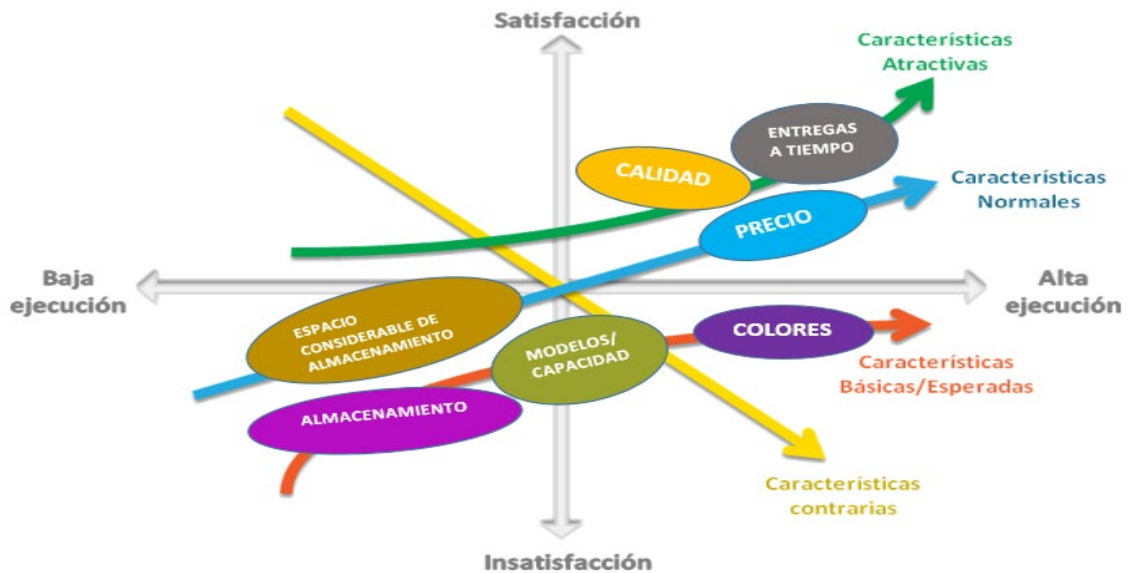 Satisfacción
Características
Atractivas
ENTREGAS
A TIEMPO
CALIDAD
Características
Normales
PRECIO
Baja
ejecución
Alta
ejecución
ESPACIO
CONSIDERABLE DE
ALMACENAMIENTO
MODELOS/
CAPACIDAD
COLORES
Características
Básicas/Esperadas
ALMACENAMIENTO
Características
contrarias
Insatisfacción